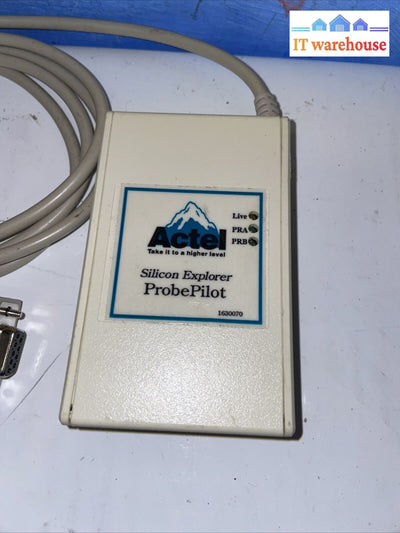 IT warehouse
Live
PRA
PRB
Actel
Take it to a higher level
Silicon Explorer
ProbePilot
1630070